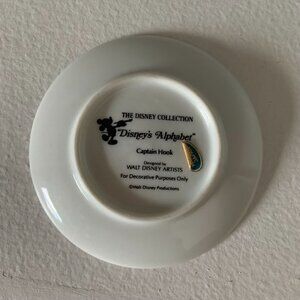 THE DISNEY COLLECTION
"Disney's Alphabet"
Captain Hook
Designed by
WALT DISNEY ARTISTS
For Decorative Purposes Only
©Walt Disney Productions